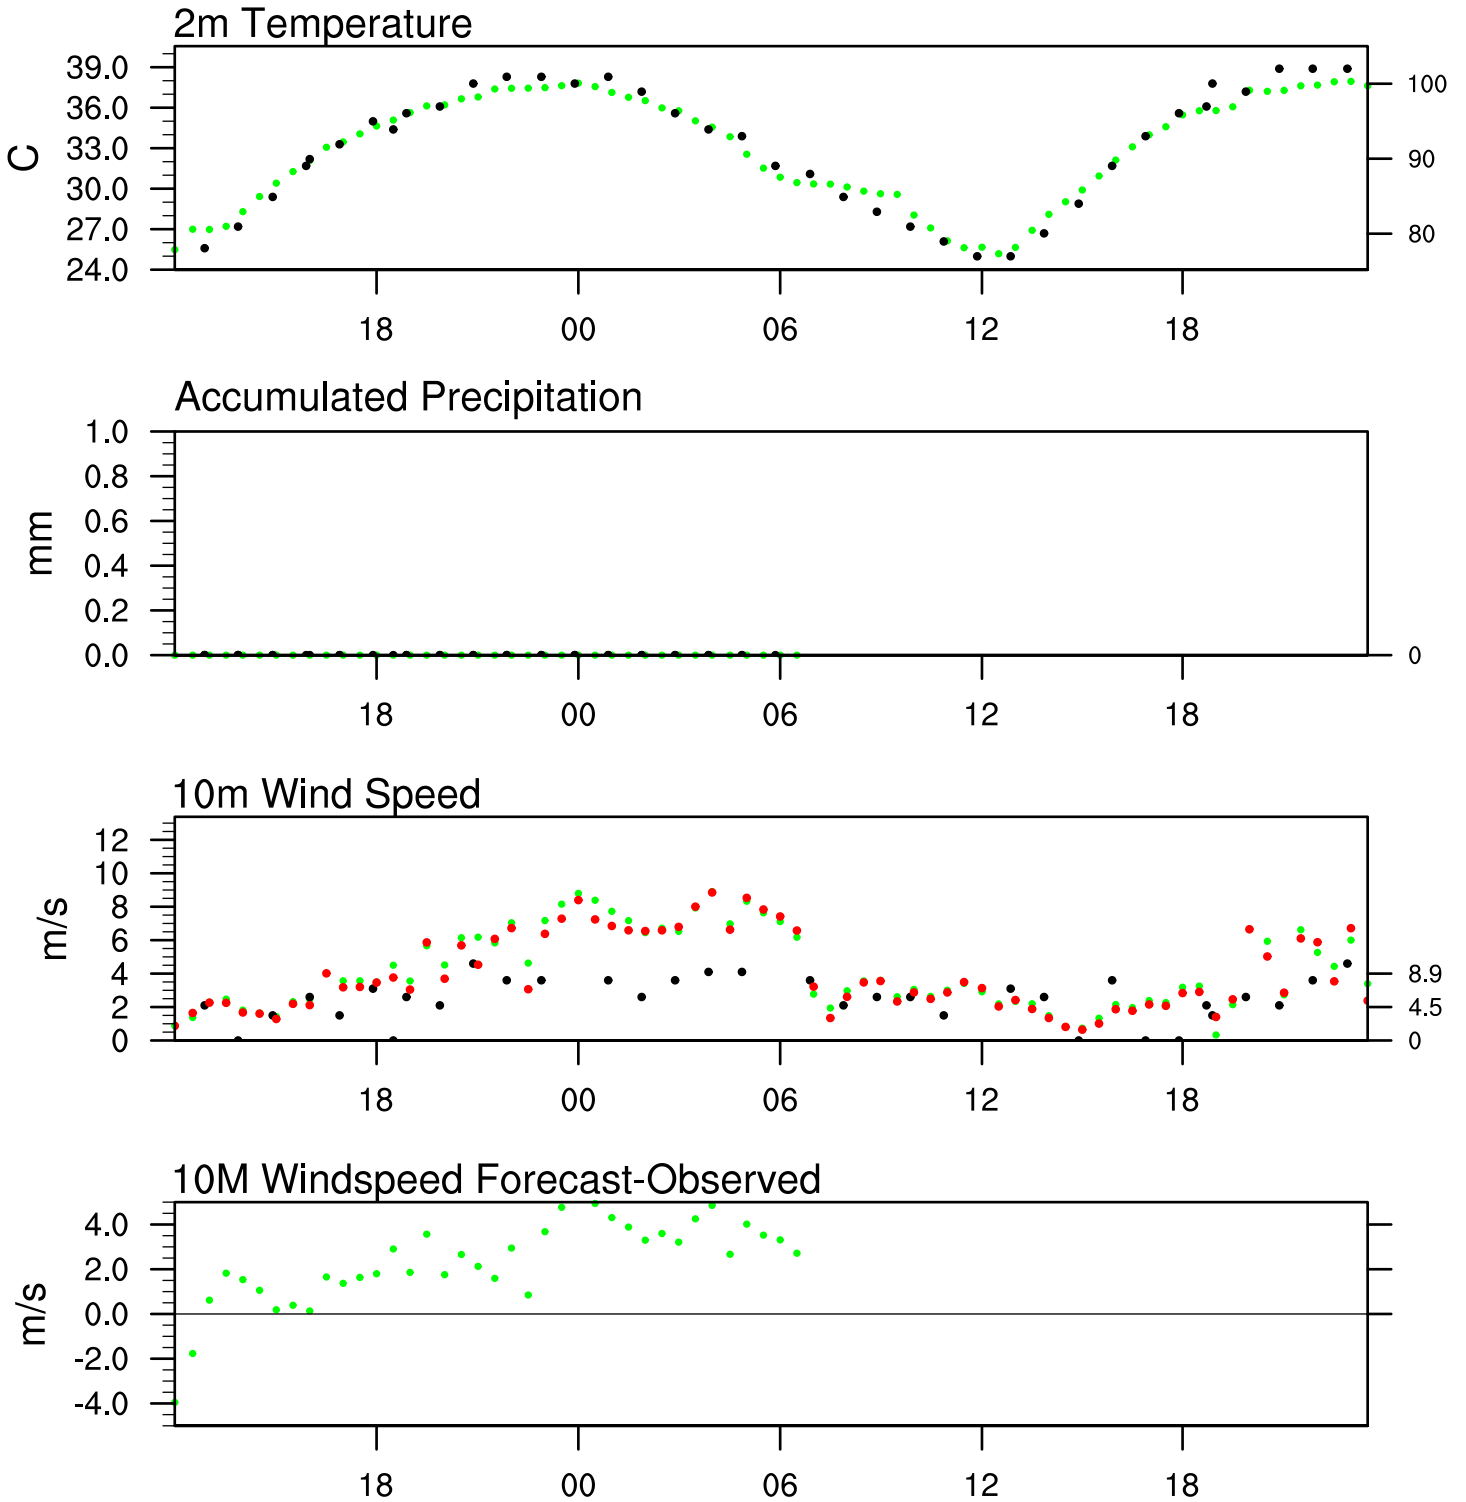 2m Temperature
39.0
36.0
33.0
30.0
27.0
24.0
C
100
90
80
18 00 06 12 18
Accumulated Precipitation
1.0
0.8
0.6
0.4
0.2
0.0
mm
0
18 00 06 12 18
10m Wind Speed
12
10
8
6
4
2
0
m/s
8.9
4.5
0
18 00 06 12 18
10M Windspeed Forecast-Observed
4.0
2.0
0.0
-2.0
-4.0
m/s
18 00 06 12 18